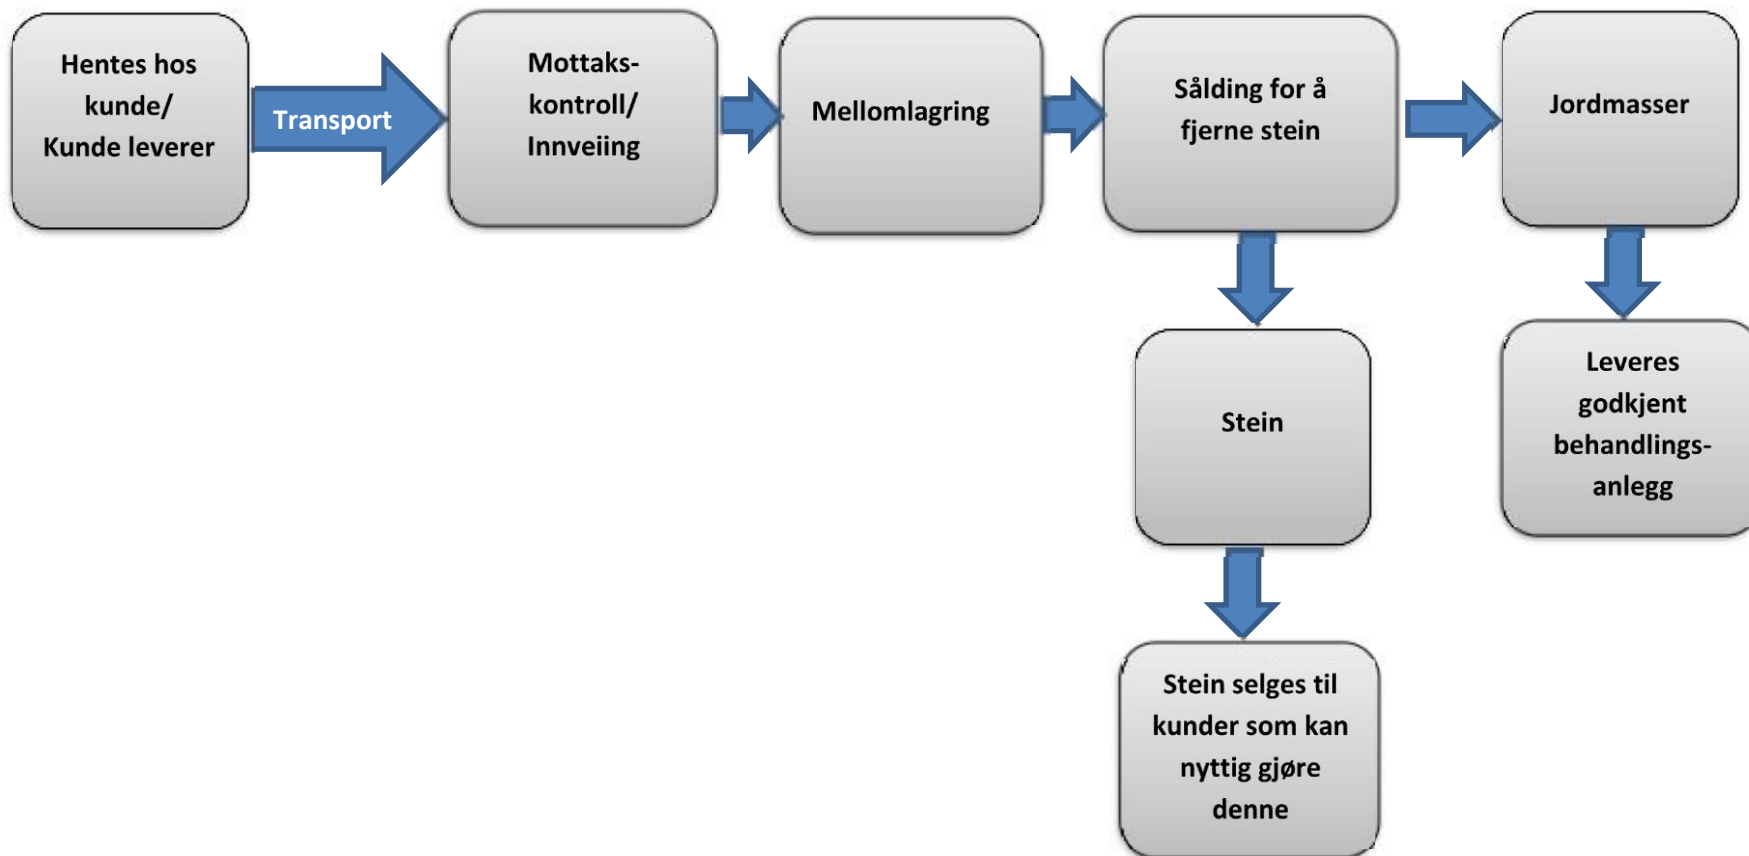 Hentes hos
kunde/
Kunde leverer
Transport
Mottaks-
kontroll/
Innveiing
Mellomlagring
Sålding for å
fjerne stein
Jordmasser
Stein
Leveres
godkjent
behandlings-
anlegg
Stein selges til
kunder som kan
nyttig gjøre
denne